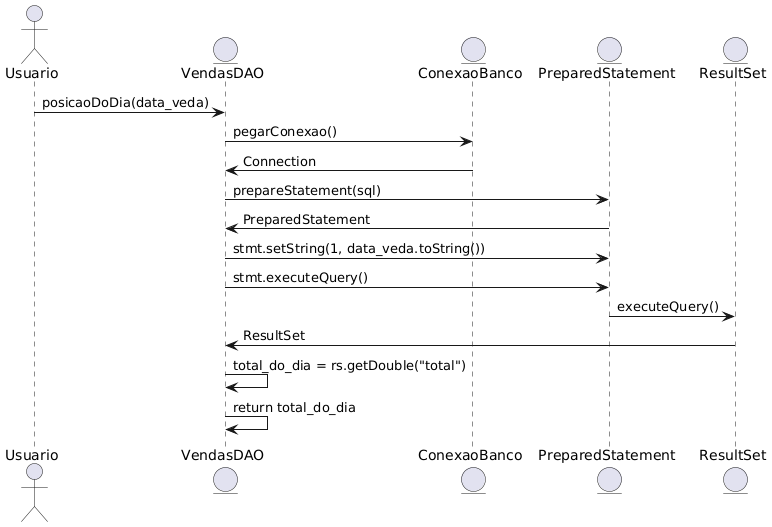 Usuario
VendasDAO
ConexaoBanco
PreparedStatement
ResultSet
posicaoDoDia(data_veda)
pegarConexao()
Connection
prepareStatement(sql)
PreparedStatement
stmt.setString(1, data_veda.toString())
stmt.executeQuery()
executeQuery()
ResultSet
total_do_dia = rs.getDouble("total")
return total_do_dia
Usuario
VendasDAO
ConexaoBanco
PreparedStatement
ResultSet